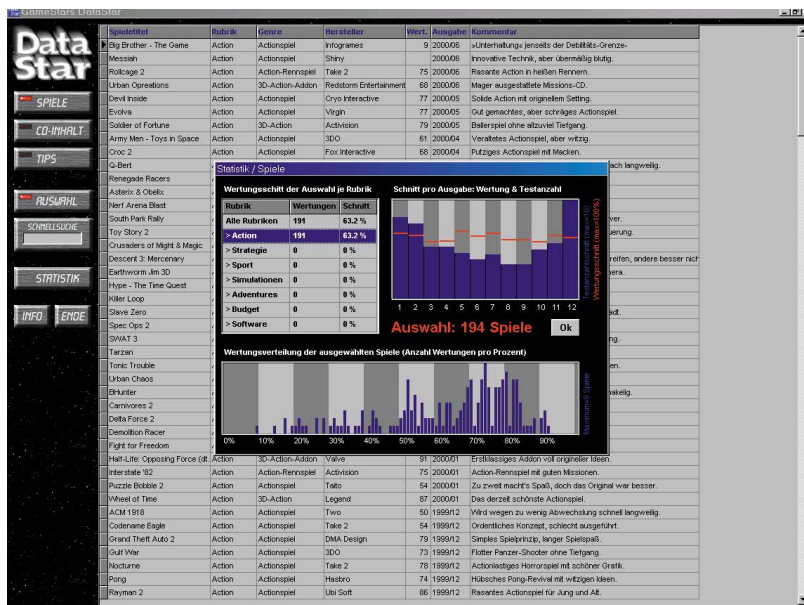 GameStars DataStar
Data
Star
SPIELE
CD-INHALT
TIPS
AUSWAHL
SCHNELLSUCHE
STATISTIK
INFO
ENDE
Spieletitel Rubrik Genre Hersteller Wert. Ausgabe Kommentar
Big Brother - The Game Action Actionspiel Infogrames 9 2000/06 »Unterhaltung« jenseits der Debilitäts-Grenze-
Messiah Action Actionspiel Shiny 2000/06 Innovative Technik, aber übermäßig blutig.
Rollcage 2 Action Action-Rennspiel Take 2 75 2000/06 Rasante Action in heißen Rennern.
Urban Opreations Action 3D-Action-Addon Redstorm Entertainment 68 2000/06 Mager ausgestattete Missions-CD.
Devil Inside Action Actionspiel Cryo Interactive 77 2000/05 Solide Action mit originellem Setting.
Evolva Action Actionspiel Virgin 77 2000/05 Gut gemachtes, aber schräges Actionspiel.
Soldier of Fortune Action 3D-Action Activision 79 2000/05 Ballerspiel ohne allzuviel Tiefgang.
Army Men - Toys in Space Action Actionspiel 3DO 61 2000/04 Veraltetes Actionspiel, aber witzig.
Croc 2 Action Actionspiel Fox Interactive 68 2000/04 Putziges Actionspiel mit Macken.
Q-Bert ach langweilig.
Renegade Racers
Asterix & Obelix
Nerf Arena Blast
South Park Rally ver.
Toy Story 2 uerung.
Crusaders of Might & Magic
Descent 3: Mercenary reifen, andere besser nich
Earthworm Jim 3D nera.
Hype - The Time Quest
Killer Loop
Slave Zero adt.
Spec Ops 2
SWAT 3 ng.
Tarzan
Tonic Trouble en.
Urban Chaos
BHunter nakelig.
Carnivores 2
Delta Force 2
Demolition Racer
Fight for Freedom
Half-Life: Opposing Force (dt. Action 3D-Action-Addon Valve 91 2000/01 Erstklassiges Addon voll origineller Ideen.
Interstate '82 Action Action-Rennspiel Activision 75 2000/01 Action-Rennspiel mit guten Missionen.
Puzzle Bobble 2 Action Actionspiel Taito 54 2000/01 Zu zweit macht's Spaß, doch das Original war besser.
Wheel of Time Action 3D-Action Legend 87 2000/01 Das derzeit schönste Actionspiel.
ACM 1918 Action Actionspiel Two 50 1999/12 Wird wegen zu wenig Abwechslung schnell langweilig.
Codename Eagle Action Actionspiel Take 2 54 1999/12 Ordentliches Konzept, schlecht ausgeführt.
Grand Theft Auto 2 Action Actionspiel DMA Design 79 1999/12 Simples Spielprinzip, langer Spielspaß.
Gulf War Action Actionspiel 3DO 73 1999/12 Flotter Panzer-Shooter ohne Tiefgang.
Nocturne Action Actionspiel Take 2 78 1999/12 Actionlastiges Horrorspiel mit schöner Grafik.
Pong Action Actionspiel Hasbro 74 1999/12 Hübsches Pong-Revival mit witzigen Ideen.
Rayman 2 Action Actionspiel Ubi Soft 86 1999/12 Rasantes Actionspiel für Jung und Alt.
Statistik / Spiele
Wertungsschitt der Auswahl je Rubrik
Rubrik Wertungen Schnitt
Alle Rubriken 191 63.2 %
> Action 191 63.2 %
> Strategie 0 0 %
> Sport 0 0 %
> Simulationen 0 0 %
> Adventures 0 0 %
> Budget 0 0 %
> Software 0 0 %
Schnitt pro Ausgabe: Wertung & Testanzahl
1 2 3 4 5 6 7 8 9 10 11 12
Testanzahlschnitt (max=10)
Wertungsschnitt (max=100%)
Auswahl: 194 Spiele
Ok
Wertungsverteilung der ausgewählten Spiele (Anzahl Wertungen pro Prozent)
0% 10% 20% 30% 40% 50% 60% 70% 80% 90%